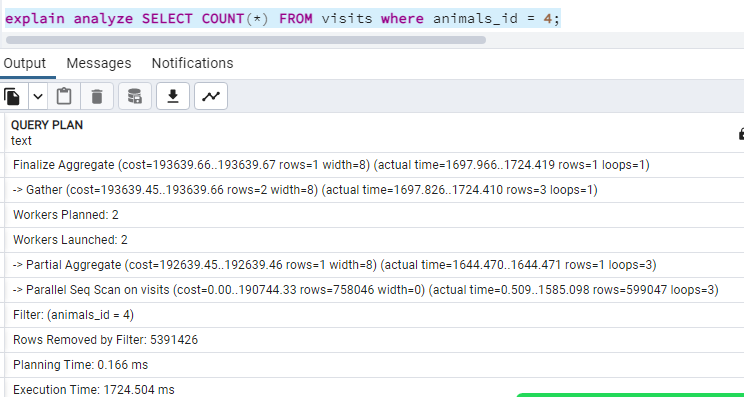 explain analyze SELECT COUNT(*) FROM visits where animals_id = 4;
Output Messages Notifications
QUERY PLAN
text
Finalize Aggregate (cost=193639.66..193639.67 rows=1 width=8) (actual time=1697.966..1724.419 rows=1 loops=1)
-> Gather (cost=193639.45..193639.66 rows=2 width=8) (actual time=1697.826..1724.410 rows=3 loops=1)
Workers Planned: 2
Workers Launched: 2
-> Partial Aggregate (cost=192639.45..192639.46 rows=1 width=8) (actual time=1644.470..1644.471 rows=1 loops=3)
-> Parallel Seq Scan on visits (cost=0.00..190744.33 rows=758046 width=0) (actual time=0.509..1585.098 rows=599047 loops=3)
Filter: (animals_id = 4)
Rows Removed by Filter: 5391426
Planning Time: 0.166 ms
Execution Time: 1724.504 ms